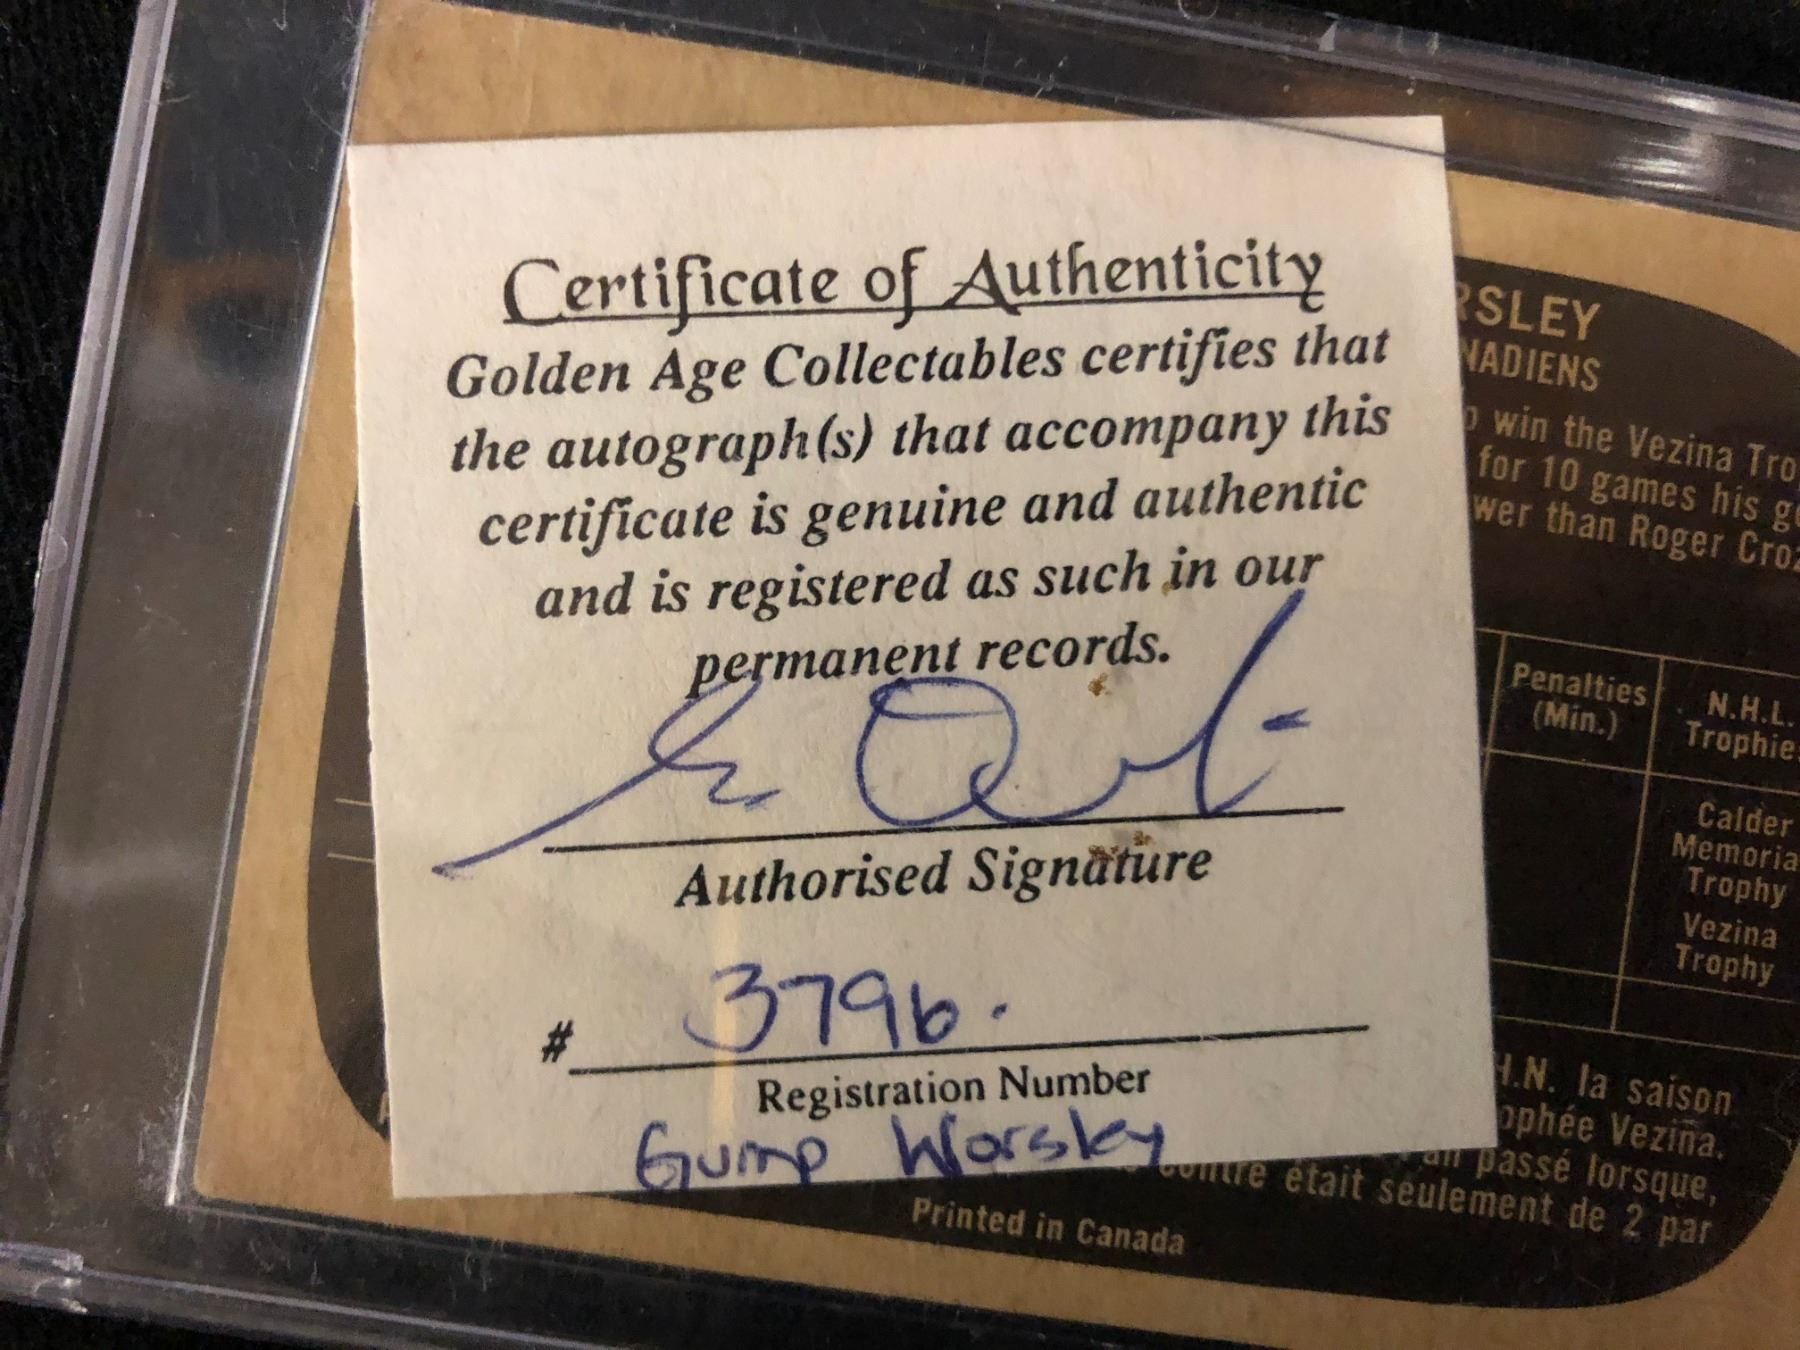 Certificate of Authenticity
Golden Age Collectables certifies that
the autograph(s) that accompany this
certificate is genuine and authentic
and is registered as such in our
permanent records.
Authorised Signature
# 3796.
Registration Number
Gump Worsley
RSLEY
NADIENS
win the Vezina Tro
for 10 games his g
wer than Roger Croz
Penalties
(Min.)
N.H.L.
Trophie
Calder
Memoria
Trophy
Vezina
Trophy
H.N. la saison
ophée Vezina.
an passé lorsque,
contre était seulement de 2 par
Printed in Canada